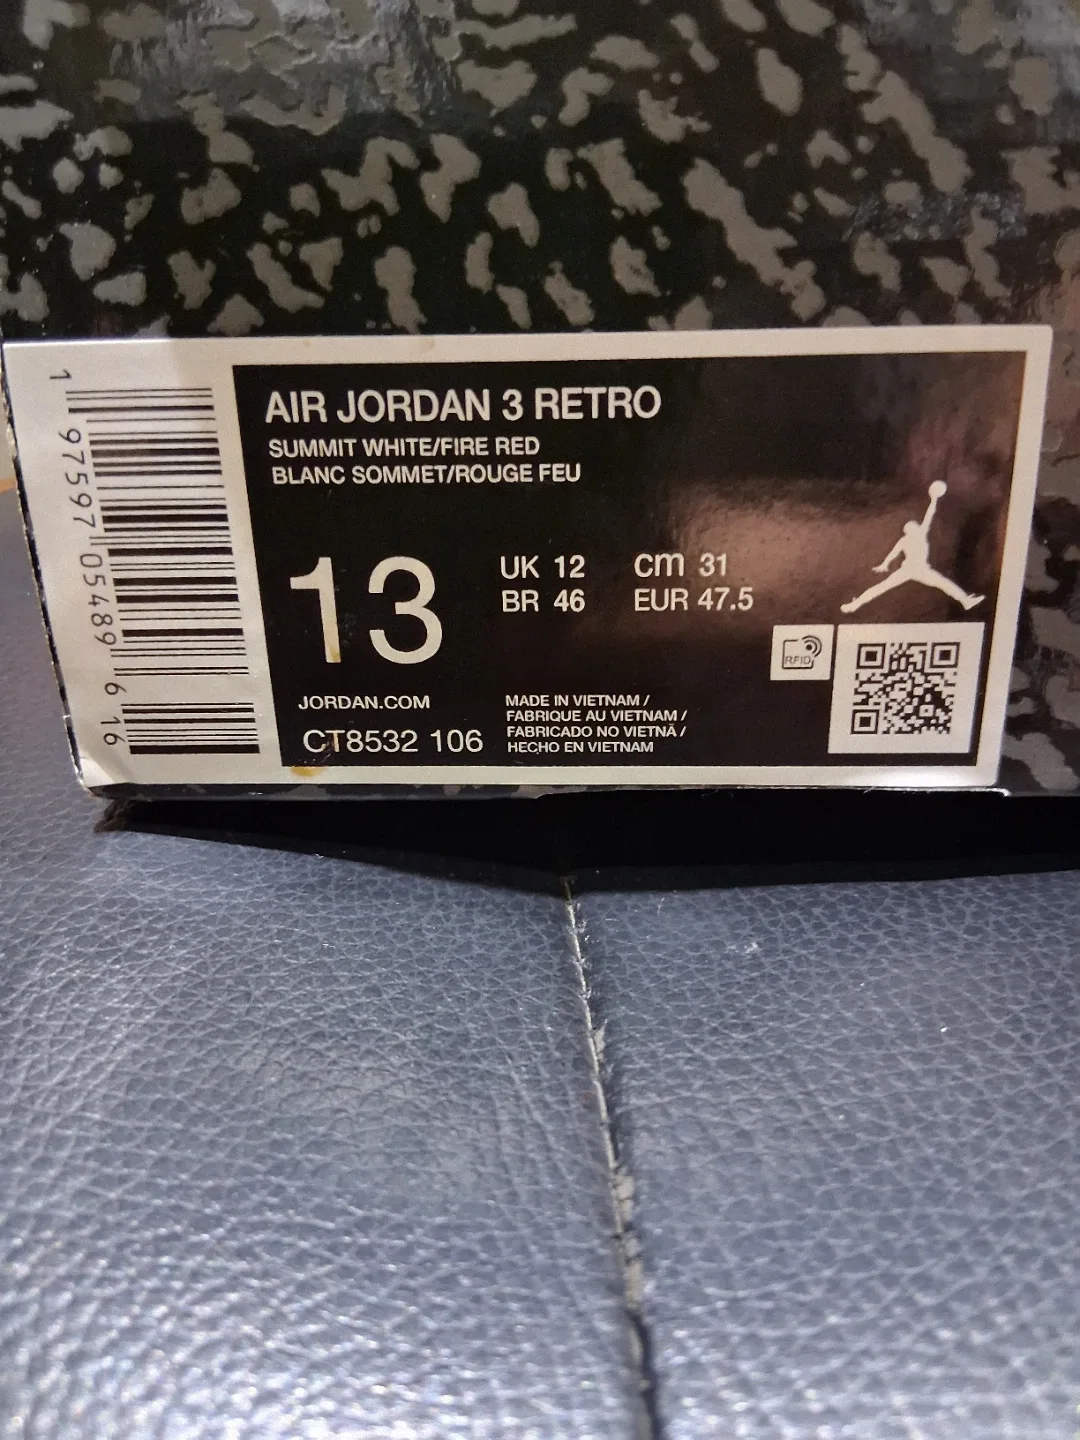 1 97597 05489 6 16
AIR JORDAN 3 RETRO
SUMMIT WHITE/FIRE RED
BLANC SOMMET/ROUGE FEU
13
UK 12 cm 31
BR 46 EUR 47.5
RFID
JORDAN.COM
CT8532 106
MADE IN VIETNAM /
FABRIQUE AU VIETNAM /
FABRICADO NO VIETNÃ /
HECHO EN VIETNAM